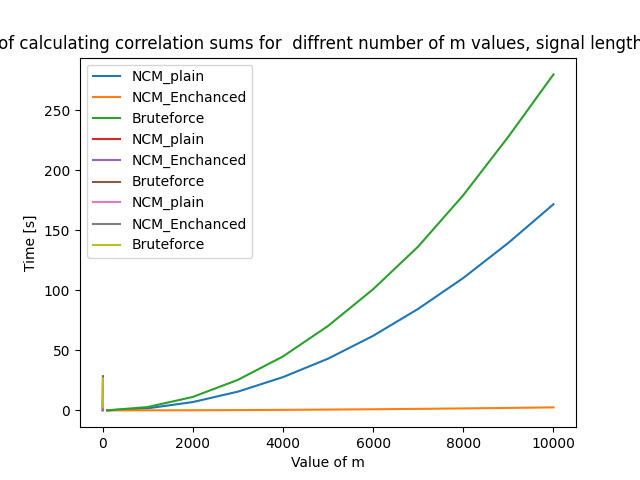 of calculating correlation sums for  diffrent number of m values, signal length
NCM_plain
NCM_Enchanced
Bruteforce
NCM_plain
NCM_Enchanced
Bruteforce
NCM_plain
NCM_Enchanced
Bruteforce
Time [s]
250
200
150
100
50
0
0 2000 4000 6000 8000 10000
Value of m